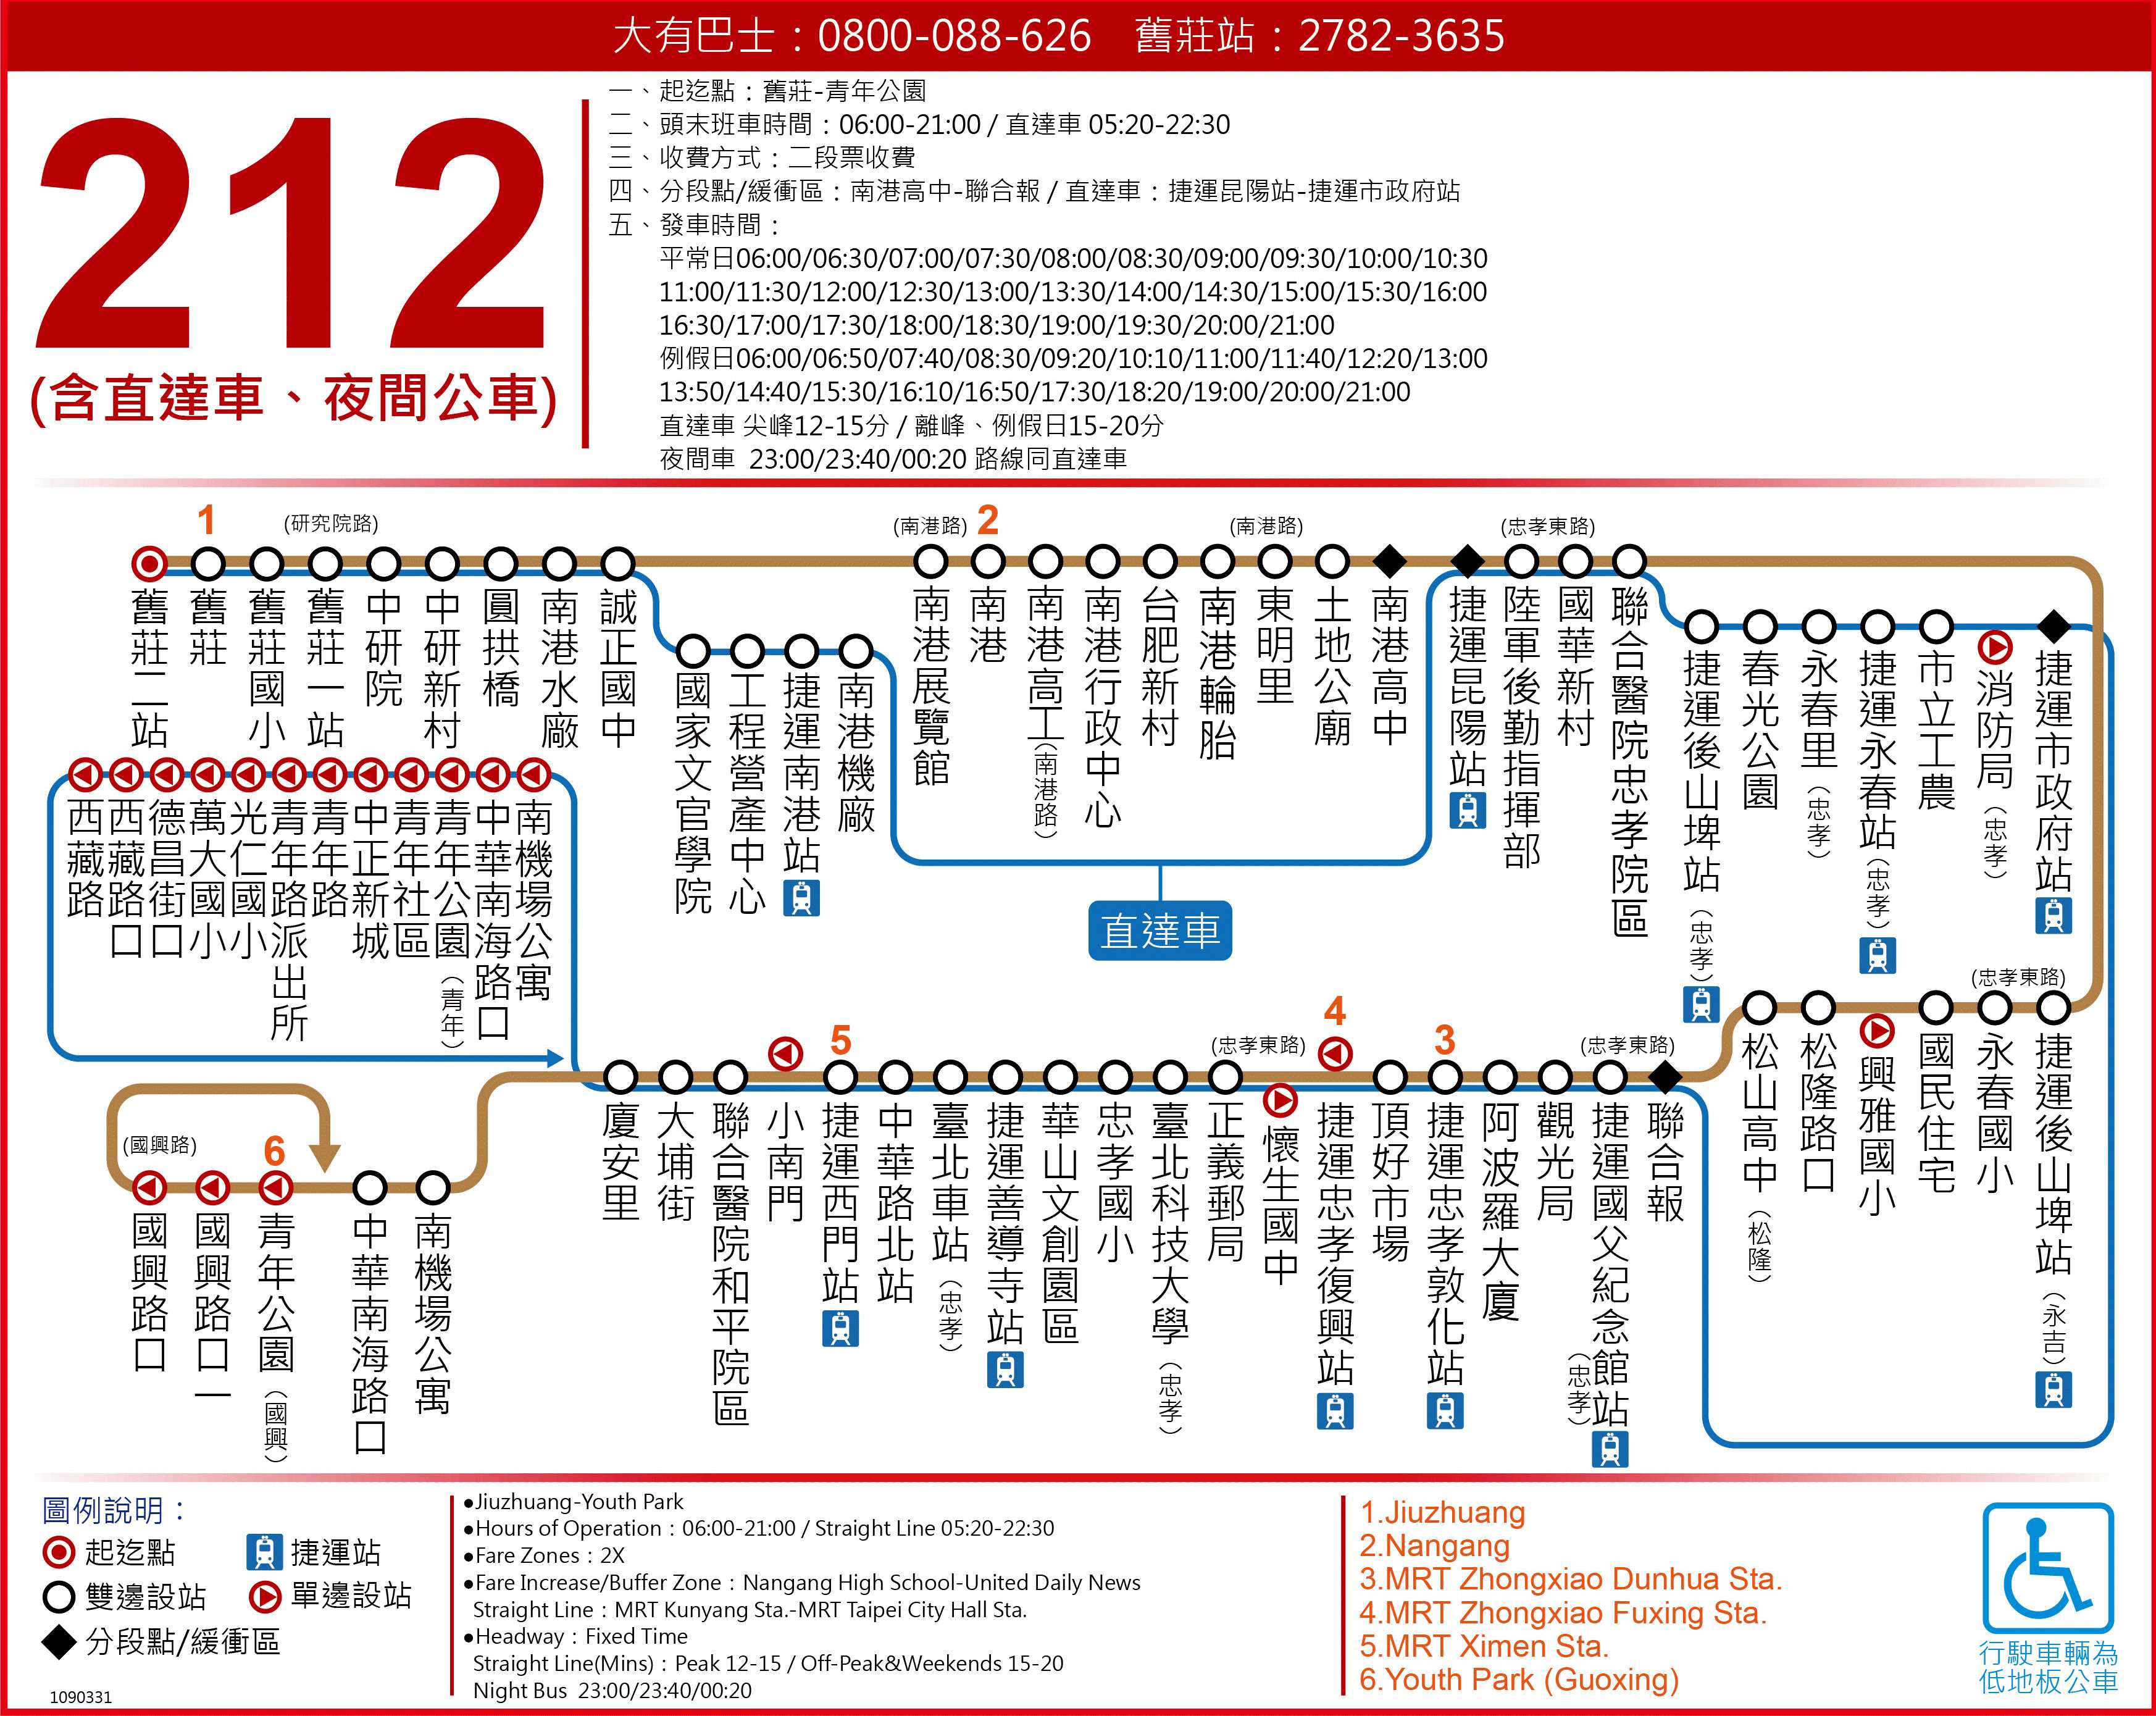 大有巴士：0800-088-626　舊莊站：2782-3635
212
(含直達車、夜間公車)
一、起迄點：舊莊-青年公園
二、頭末班車時間：06:00-21:00 / 直達車 05:20-22:30
三、收費方式：二段票收費
四、分段點/緩衝區：南港高中-聯合報 / 直達車：捷運昆陽站-捷運市政府站
五、發車時間：
平常日06:00/06:30/07:00/07:30/08:00/08:30/09:00/09:30/10:00/10:30
11:00/11:30/12:00/12:30/13:00/13:30/14:00/14:30/15:00/15:30/16:00
16:30/17:00/17:30/18:00/18:30/19:00/19:30/20:00/21:00
例假日06:00/06:50/07:40/08:30/09:20/10:10/11:00/11:40/12:20/13:00
13:50/14:40/15:30/16:10/16:50/17:30/18:20/19:00/20:00/21:00
直達車 尖峰12-15分 / 離峰、例假日15-20分
夜間車 23:00/23:40/00:20 路線同直達車
1
(研究院路)
(南港路)
2
(南港路)
(忠孝東路)
舊莊二站
舊莊
舊莊國小
舊莊一站
中研院
中研新村
圓拱橋
南港水廠
誠正國中
國家文官學院
工程營產中心
捷運南港站
南港機廠
南港展覽館
南港
南港高工(南港路)
南港行政中心
台肥新村
南港輪胎
東明里
土地公廟
南港高中
捷運昆陽站
陸軍後勤指揮部
國華新村
聯合醫院忠孝院區
捷運後山埤站(忠孝)
春光公園
永春里(忠孝)
捷運永春站(忠孝)
市立工農
消防局(忠孝)
捷運市政府站
直達車
西藏路
西藏路口
德昌街口
萬大國小
光仁國小
青年路派出所
青年路
中正新城
青年社區
青年公園(青年)
中華南海路口
南機場公寓
(忠孝東路)
松山高中(松隆)
松隆路口
興雅國小
國民住宅
永春國小
捷運後山埤站(永吉)
5
(忠孝東路)
4
3
(忠孝東路)
廈安里
大埔街
聯合醫院和平院區
小南門
捷運西門站
中華路北站
臺北車站(忠孝)
捷運善導寺站
華山文創園區
忠孝國小
臺北科技大學(忠孝)
正義郵局
懷生國中
捷運忠孝復興站
頂好市場
捷運忠孝敦化站
阿波羅大廈
觀光局
捷運國父紀念館站(忠孝)
聯合報
(國興路)
6
國興路口
國興路口一
青年公園(國興)
中華南海路口
南機場公寓
圖例說明：
起迄點
捷運站
雙邊設站
單邊設站
分段點/緩衝區
1090331
●Jiuzhuang-Youth Park
●Hours of Operation：06:00-21:00 / Straight Line 05:20-22:30
●Fare Zones：2X
●Fare Increase/Buffer Zone：Nangang High School-United Daily News
Straight Line：MRT Kunyang Sta.-MRT Taipei City Hall Sta.
●Headway：Fixed Time
Straight Line(Mins)：Peak 12-15 / Off-Peak&Weekends 15-20
Night Bus 23:00/23:40/00:20
1.Jiuzhuang
2.Nangang
3.MRT Zhongxiao Dunhua Sta.
4.MRT Zhongxiao Fuxing Sta.
5.MRT Ximen Sta.
6.Youth Park (Guoxing)
行駛車輛為
低地板公車